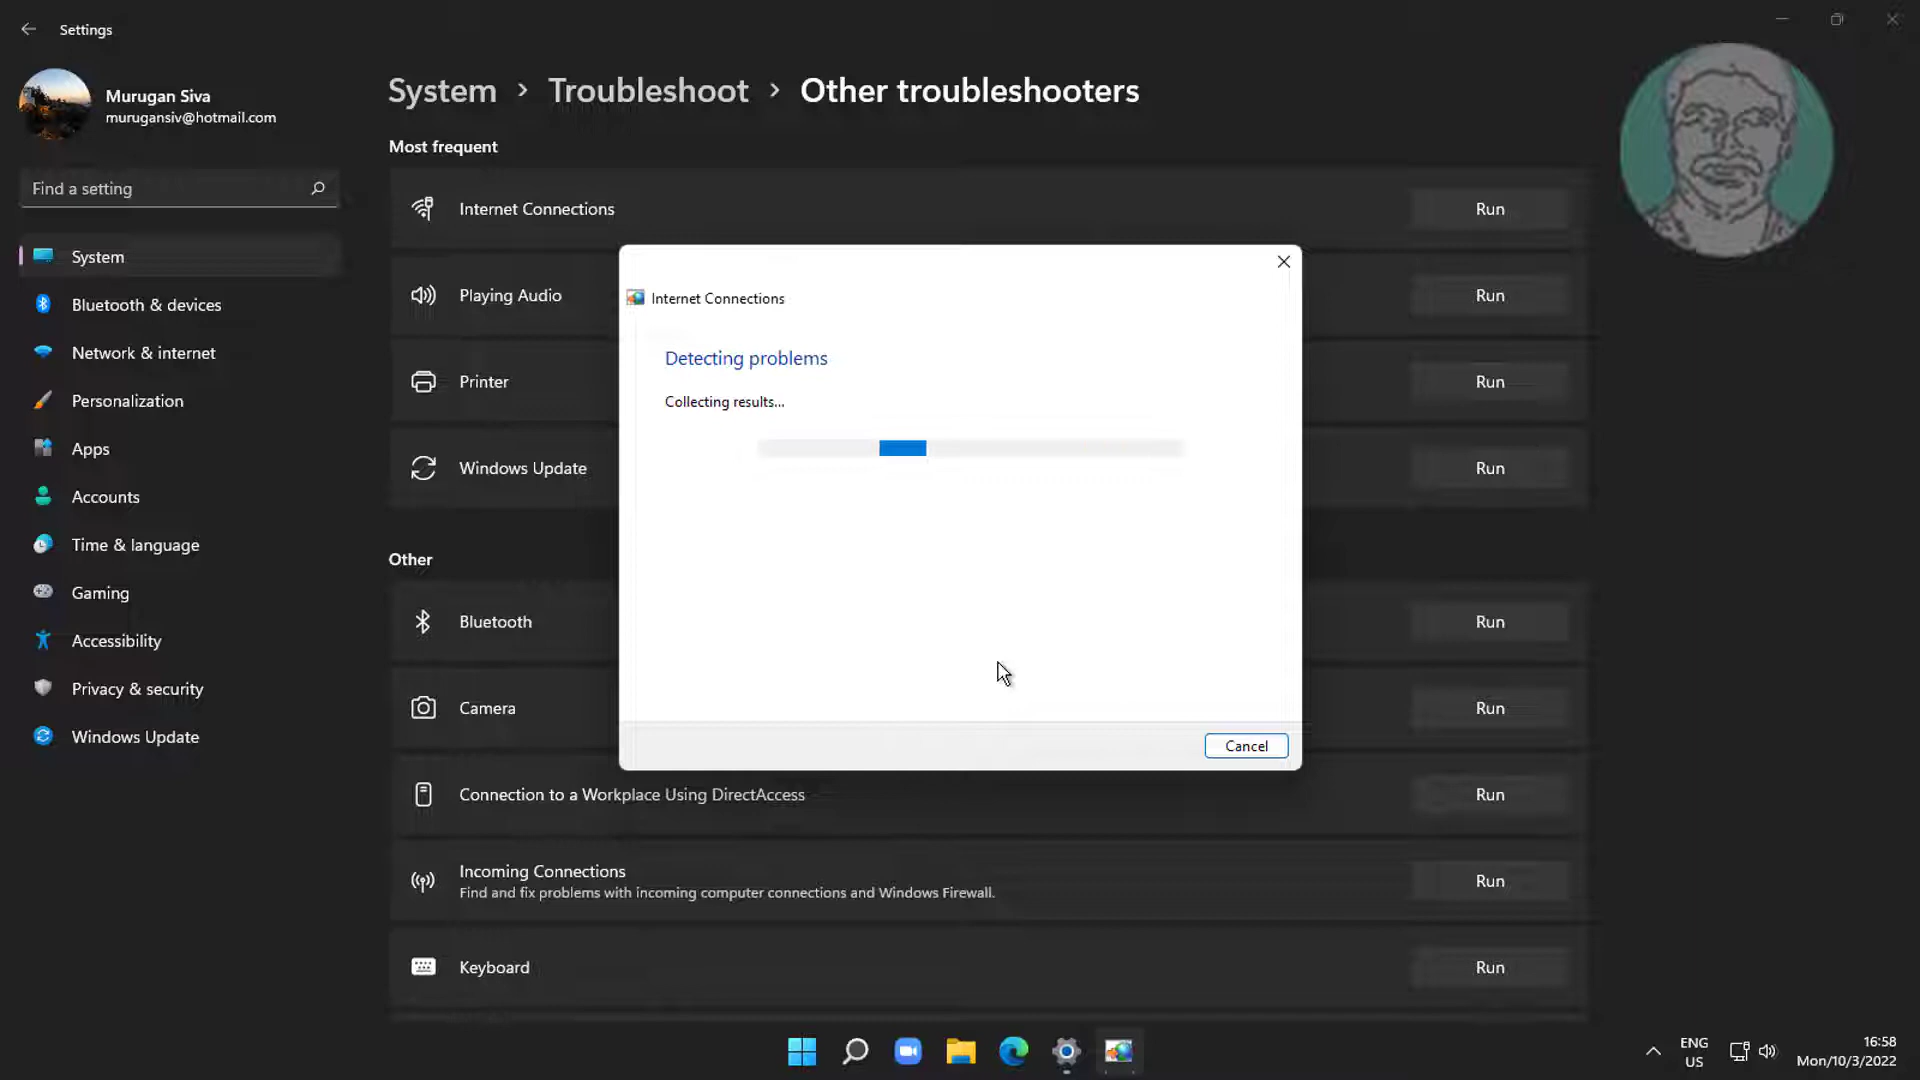 Settings
Murugan Siva
murugansiv@hotmail.com
Find a setting
System
Bluetooth & devices
Network & internet
Personalization
Apps
Accounts
Time & language
Gaming
Accessibility
Privacy & security
Windows Update
System > Troubleshoot > Other troubleshooters
Most frequent
Internet Connections Run
Playing Audio Run
Printer Run
Windows Update Run
Other
Bluetooth Run
Camera Run
Connection to a Workplace Using DirectAccess Run
Incoming Connections Run
Find and fix problems with incoming computer connections and Windows Firewall.
Keyboard Run
Internet Connections
Detecting problems
Collecting results...
Cancel
ENG
US
16:58
Mon/10/3/2022